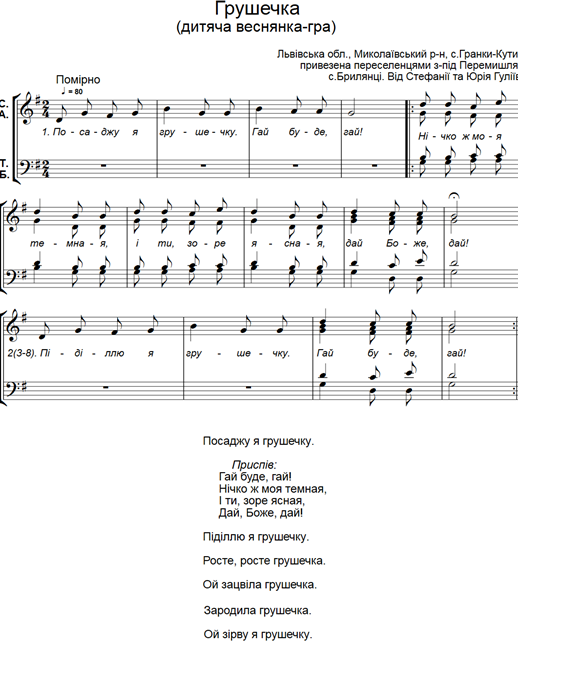 Грушечка
(дитяча веснянка-гра)
Львівська обл., Миколаївський р-н, с.Гранки-Кути
привезена переселенцями з-під Перемишля
с.Брилянці. Від Стефанії та Юрія Гуліїв
Помірно
♩ = 80
С.
А.
1. По - са - джу я гру - ше - чку. Гай бу - де, гай! Ні - чко ж мо я
Т.
Б.
те - мна - я, і ти, зо - ре я - сна - я, дай Бо - же, дай!
2(3-8). Пі - ді - ллю я гру - ше - чку. Гай бу - де, гай!
Посаджу я грушечку.
Приспів:
Гай буде, гай!
Нічко ж моя темная,
І ти, зоре ясная,
Дай, Боже, дай!
Піділлю я грушечку.
Росте, росте грушечка.
Ой зацвіла грушечка.
Зародила грушечка.
Ой зірву я грушечку.